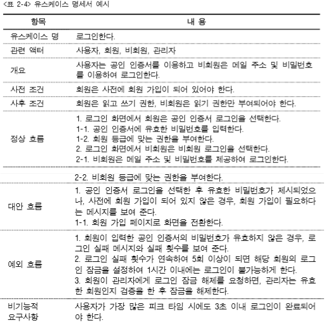 <표 2-4> 유스케이스 명세서 예시
항목 내 용
유스케이스 명 로그인한다.
관련 액터 사용자, 회원, 비회원, 관리자
개요 사용자는 공인 인증서를 이용하고 비회원은 메일 주소 및 비밀번호
를 이용하여 로그인한다.
사전 조건 회원은 사전에 회원 가입이 되어 있어야 한다.
사후 조건 회원은 읽고 쓰기 권한, 비회원은 읽기 권한만 부여되어야 한다.
정상 흐름
1. 로그인 화면에서 회원은 공인 인증서 로그인을 선택한다.
1-1. 공인 인증서에 유효한 비밀번호를 입력한다.
1-2. 회원 등급에 맞는 권한을 부여한다.
2. 로그인 화면에서 비회원은 비회원 로그인을 선택한다.
2-1. 비회원은 메일 주소 및 비밀번호를 제공하여 로그인한다.
2-2. 비회원 등급에 맞는 권한을 부여한다.
대안 흐름
1. 공인 인증서 로그인을 선택한 후 유효한 비밀번호가 제시되었으
나, 사전에 회원 가입이 되어 있지 않은 경우, 회원 가입이 필요하다
는 메시지를 보여 준다.
1-1. 회원 가입 페이지로 화면을 전환한다.
예외 흐름
1. 회원이 입력한 공인 인증서의 비밀번호가 유효하지 않은 경우, 로
그인 실패 메시지와 실패 횟수를 보여 준다.
2. 로그인 실패 횟수가 연속하여 5회 이상이 되면 해당 회원의 로그
인 잠금을 설정하여 1시간 이내에는 로그인이 불가능하게 한다.
3. 회원이 관리자에게 로그인 잠금 해제를 요청하면, 관리자는 유효
한 회원인지 검증을 한 후 잠금을 해제한다.
비기능적
요구사항
사용자가 가장 많은 피크 타임 시에도 3초 이내 로그인이 완료되어
야 한다.